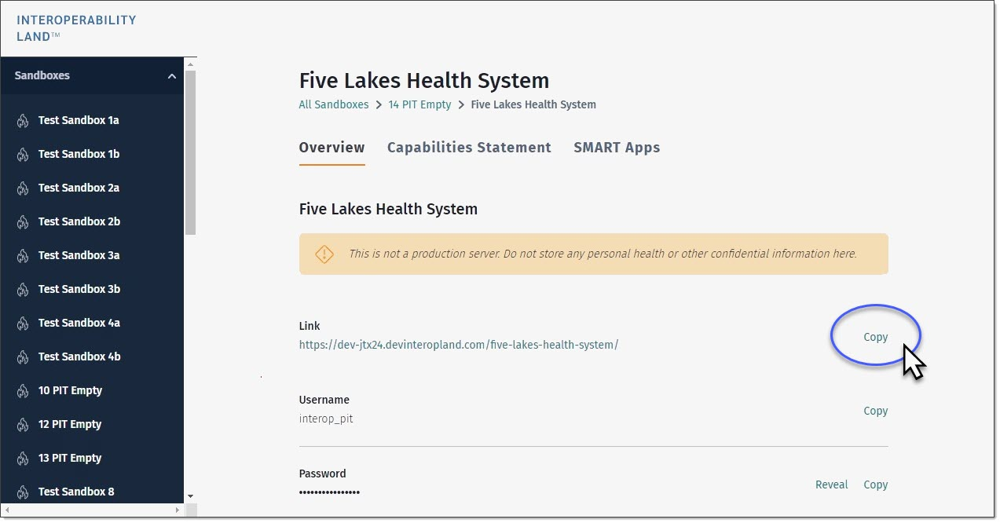 INTEROPERABILITY
LAND™
Sandboxes
Test Sandbox 1a
Test Sandbox 1b
Test Sandbox 2a
Test Sandbox 2b
Test Sandbox 3a
Test Sandbox 3b
Test Sandbox 4a
Test Sandbox 4b
10 PIT Empty
12 PIT Empty
13 PIT Empty
Test Sandbox 8
Five Lakes Health System
All Sandboxes > 14 PIT Empty > Five Lakes Health System
Overview Capabilities Statement SMART Apps
Five Lakes Health System
This is not a production server. Do not store any personal health or other confidential information here.
Link
https://dev-jtx24.devinteropland.com/five-lakes-health-system/
Copy
Username
interop_pit
Copy
Password
••••••••••••••••
Reveal Copy